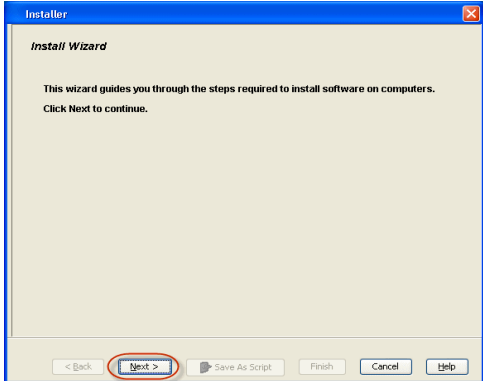 Installer
Install Wizard
This wizard guides you through the steps required to install software on computers.
Click Next to continue.
< Back Next > Save As Script Finish Cancel Help